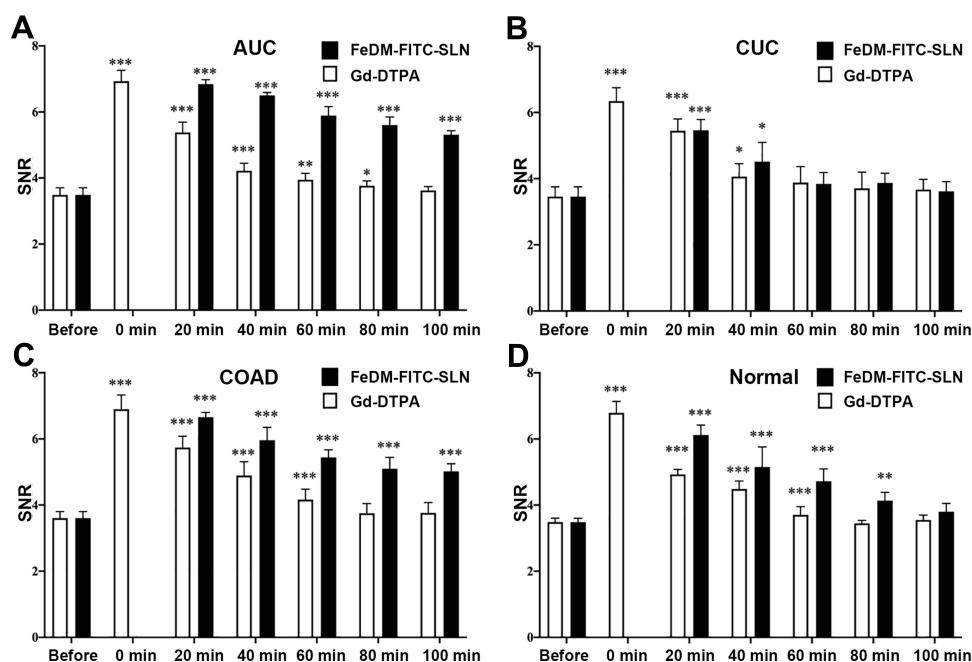 A
AUC
FeDM-FITC-SLN
Gd-DTPA
SNR
8
6
4
2
0
***
***
***
***
***
**
***
*
***
***
Before 0 min 20 min 40 min 60 min 80 min 100 min
B
CUC
FeDM-FITC-SLN
Gd-DTPA
SNR
8
6
4
2
0
***
***
***
*
*
Before 0 min 20 min 40 min 60 min 80 min 100 min
C
COAD
FeDM-FITC-SLN
Gd-DTPA
SNR
8
6
4
2
0
***
***
***
***
***
***
***
***
***
Before 0 min 20 min 40 min 60 min 80 min 100 min
D
Normal
FeDM-FITC-SLN
Gd-DTPA
SNR
8
6
4
2
0
***
***
***
***
***
***
***
**
Before 0 min 20 min 40 min 60 min 80 min 100 min